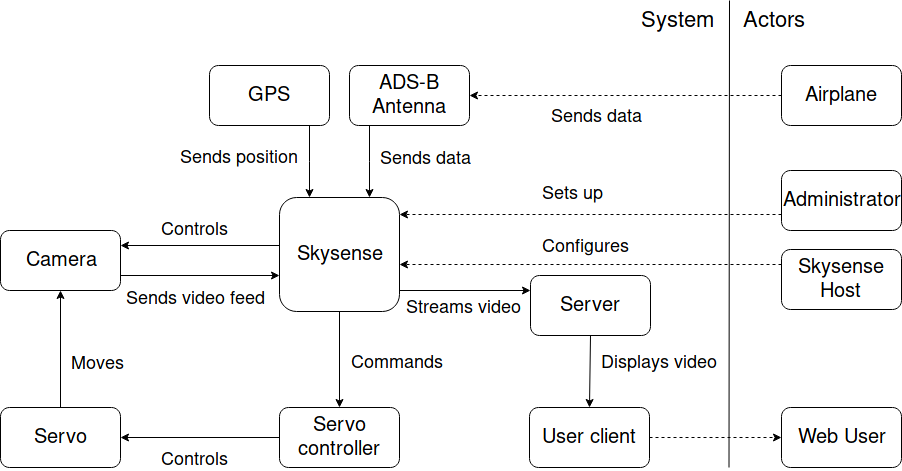 System
Actors
GPS
ADS-B
Antenna
Airplane
Sends data
Sends position
Sends data
Sets up
Administrator
Controls
Configures
Camera
Skysense
Skysense
Host
Sends video feed
Streams video
Server
Moves
Commands
Displays video
Servo
Servo
controller
User client
Web User
Controls